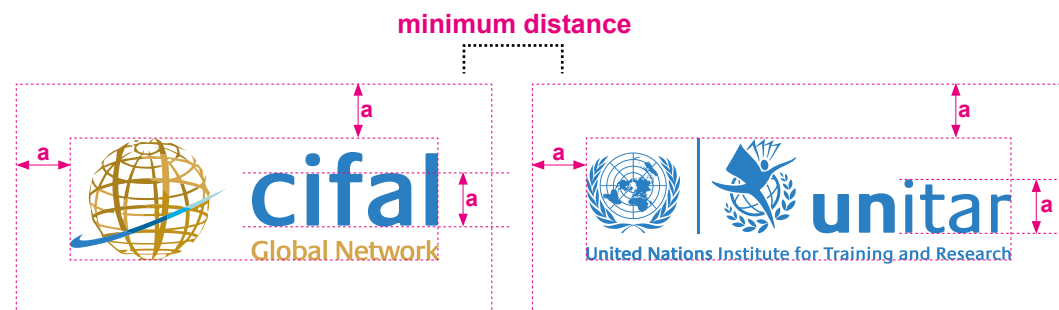 minimum distance
a
a
a
a
cifal
a
unitar
a
Global Network
United Nations Institute for Training and Research